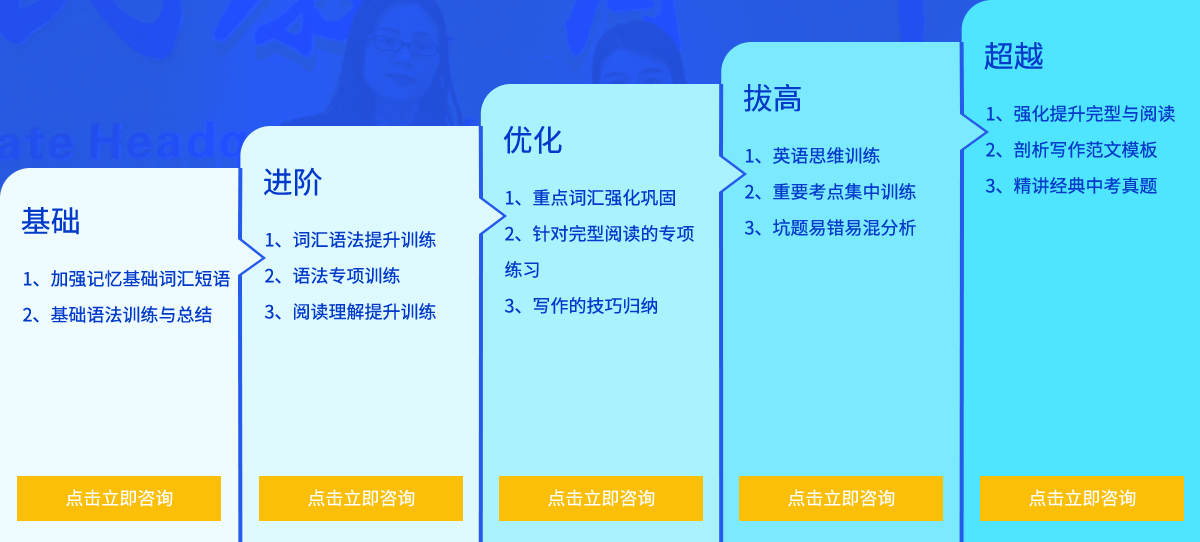 ate Headq
基础
1、加强记忆基础词汇短语
2、基础语法训练与总结
点击立即咨询
进阶
1、词汇语法提升训练
2、语法专项训练
3、阅读理解提升训练
点击立即咨询
优化
1、重点词汇强化巩固
2、针对完型阅读的专项
练习
3、写作的技巧归纳
点击立即咨询
拔高
1、英语思维训练
2、重要考点集中训练
3、坑题易错易混分析
点击立即咨询
超越
1、强化提升完型与阅读
2、剖析写作范文模板
3、精讲经典中考真题
点击立即咨询